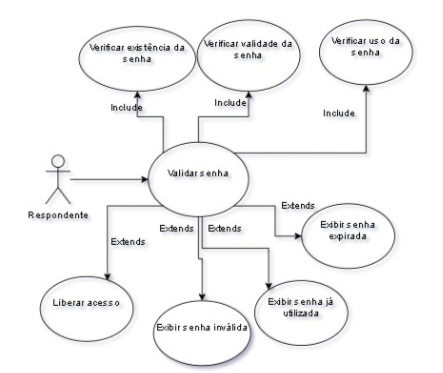 Verificar existência da
senha
Verificar validade da
senha
Verificar uso da
senha
Include
Include
Include
Validar senha
Respondente
Extends
Extends
Extends
Extends
Exibir senha
expirada
Liberar acesso
Exibir senha inválida
Exibir senha já
utilizada